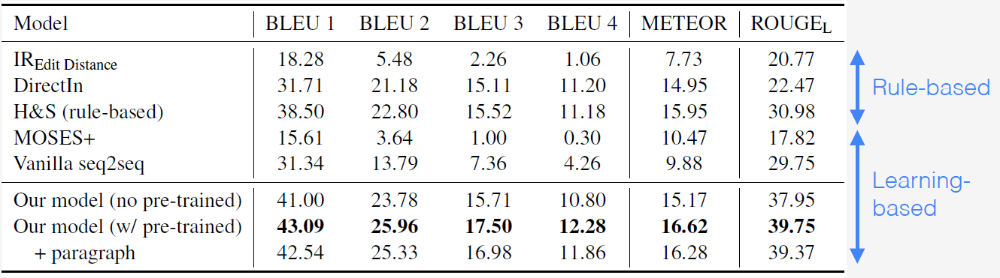 Model BLEU 1 BLEU 2 BLEU 3 BLEU 4 METEOR ROUGEL
IREdit Distance 18.28 5.48 2.26 1.06 7.73 20.77
DirectIn 31.71 21.18 15.11 11.20 14.95 22.47
H&S (rule-based) 38.50 22.80 15.52 11.18 15.95 30.98
MOSES+ 15.61 3.64 1.00 0.30 10.47 17.82
Vanilla seq2seq 31.34 13.79 7.36 4.26 9.88 29.75
Our model (no pre-trained) 41.00 23.78 15.71 10.80 15.17 37.95
Our model (w/ pre-trained) 43.09 25.96 17.50 12.28 16.62 39.75
+ paragraph 42.54 25.33 16.98 11.86 16.28 39.37
Rule-based
Learning-
based